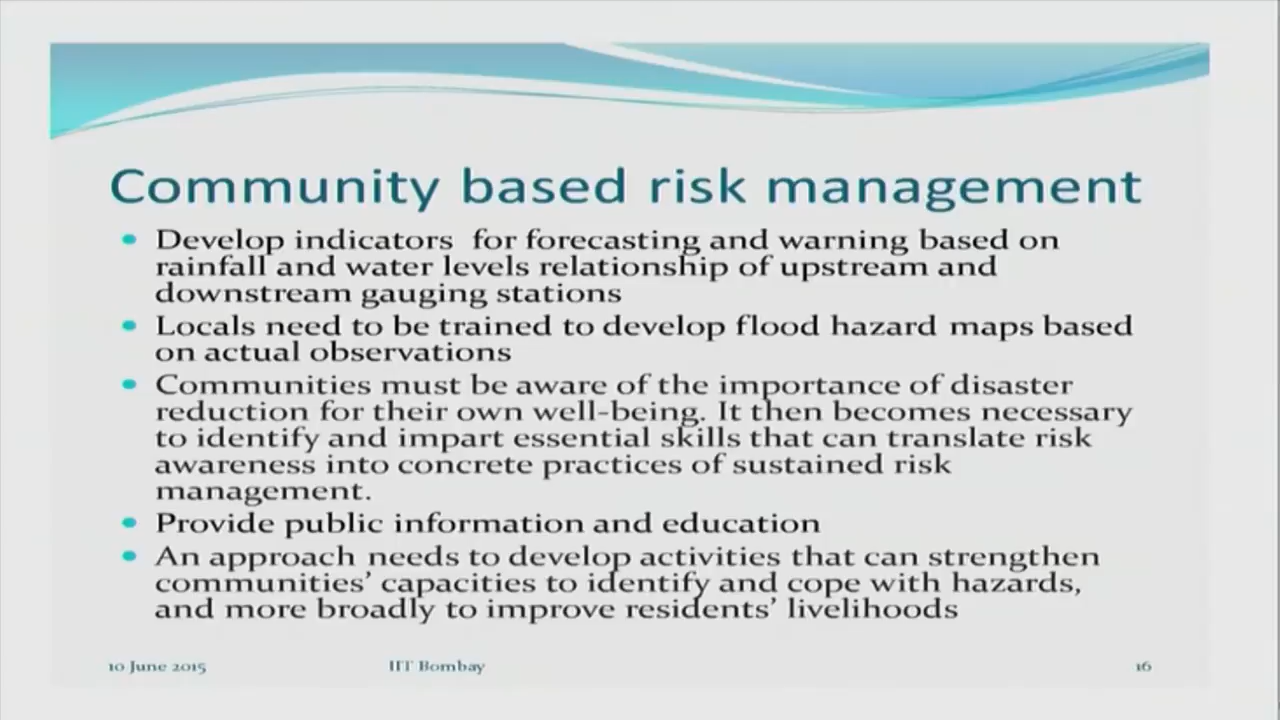 Community based risk management
Develop indicators for forecasting and warning based on
rainfall and water levels relationship of upstream and
downstream gauging stations
Locals need to be trained to develop flood hazard maps based
on actual observations
Communities must be aware of the importance of disaster
reduction for their own well-being. It then becomes necessary
to identify and impart essential skills that can translate risk
awareness into concrete practices of sustained risk
management.
Provide public information and education
An approach needs to develop activities that can strengthen
communities' capacities to identify and cope with hazards,
and more broadly to improve residents' livelihoods
10 June 2015 IIT Bombay 16